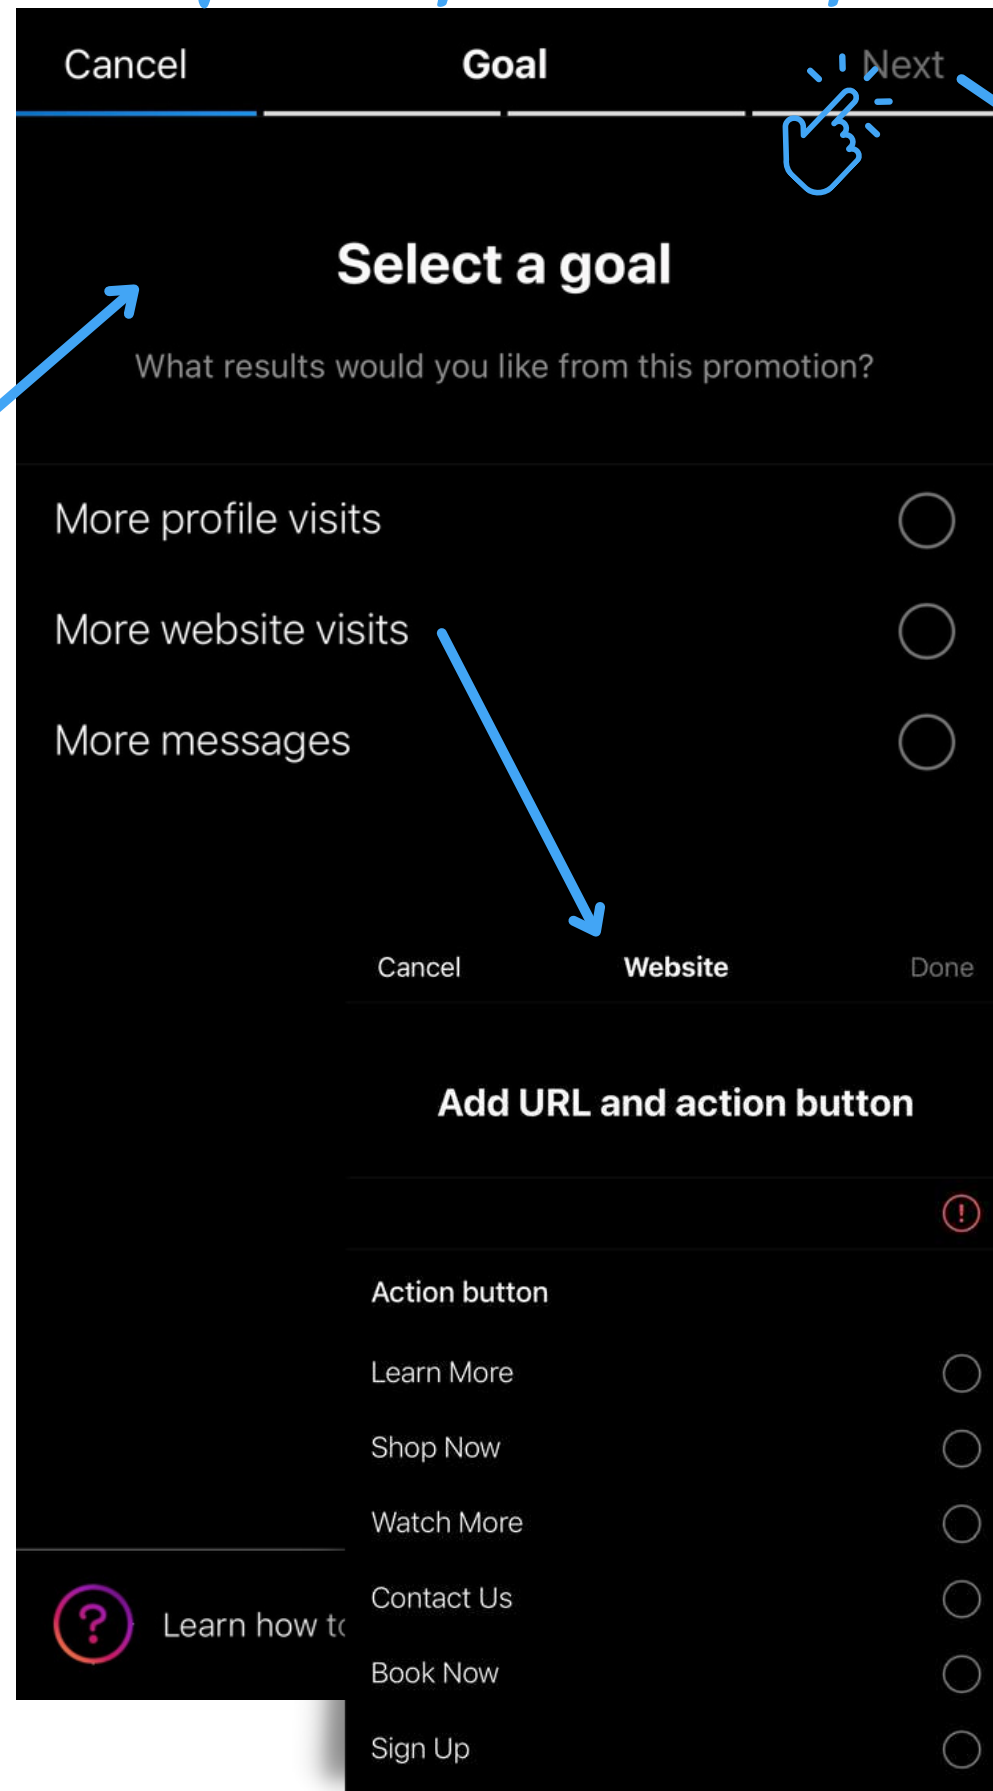 Cancel Goal Next
Select a goal
What results would you like from this promotion?
More profile visits
More website visits
More messages
Cancel Website Done
Add URL and action button
Action button
Learn More
Shop Now
Watch More
Contact Us
Book Now
Sign Up
Learn how